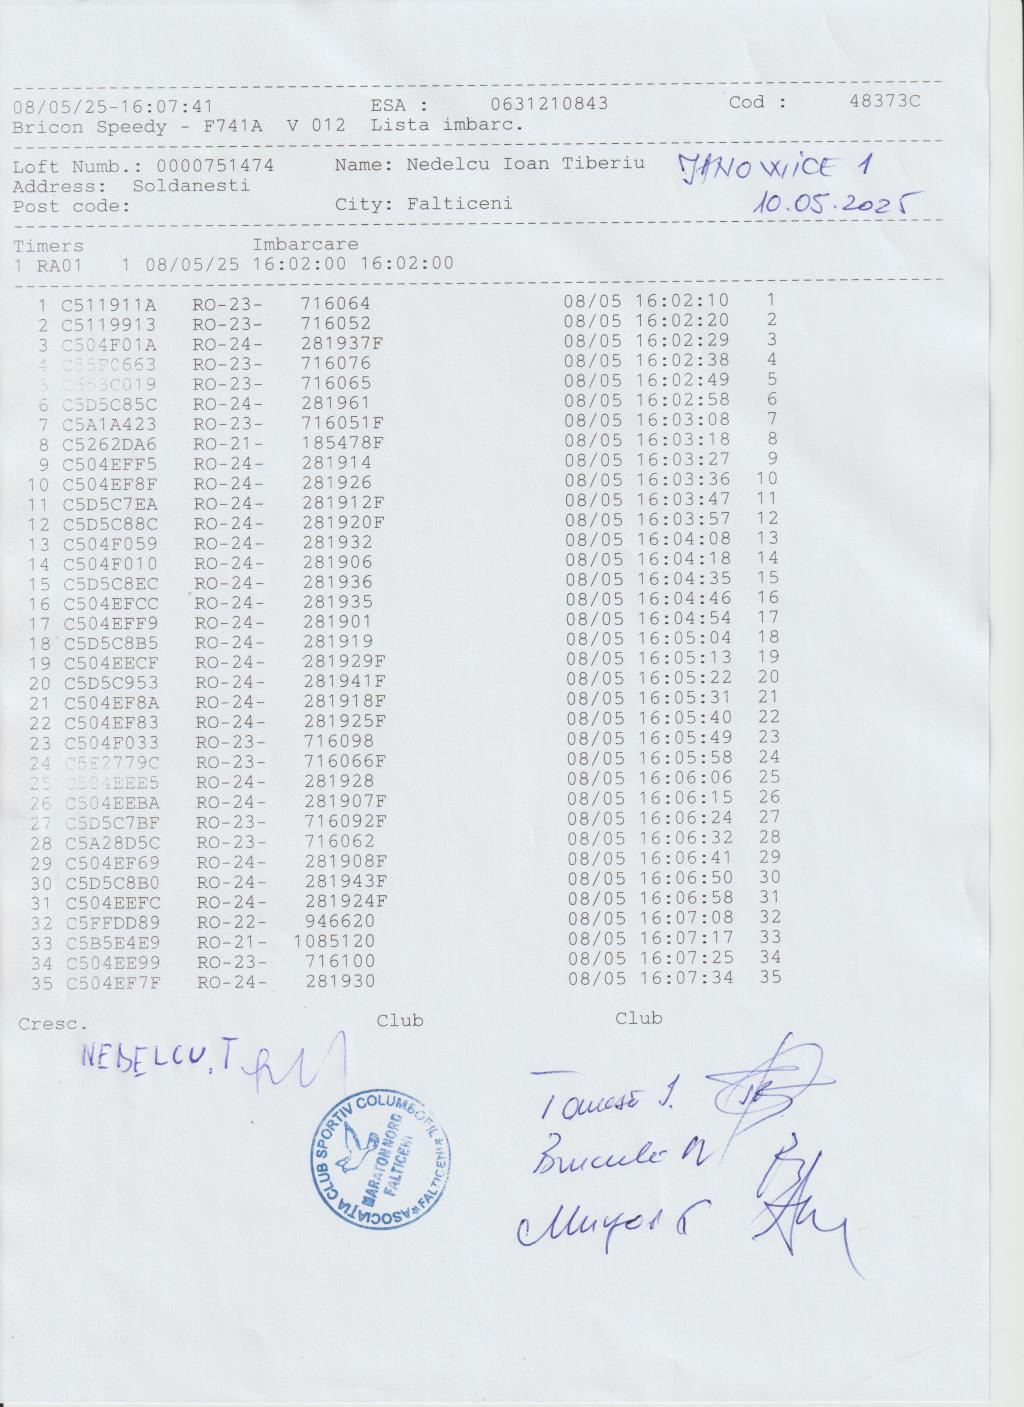 08/05/25-16:07:41 ESA : 0631210843 Cod : 48373C
Bricon Speedy - F741A V 012 Lista imbarc.
Loft Numb.: 0000751474 Name: Nedelcu Ioan Tiberiu JANOWICE 1
Address: Soldanesti
Post code: City: Falticeni 10.05.2025
Timers Imbarcare
1 RA01 1 08/05/25 16:02:00 16:02:00
1 C511911A RO-23- 716064 08/05 16:02:10 1
2 C5119913 RO-23- 716052 08/05 16:02:20 2
3 C504F01A RO-24- 281937F 08/05 16:02:29 3
4 C55F0663 RO-23- 716076 08/05 16:02:38 4
5 C553C019 RO-23- 716065 08/05 16:02:49 5
6 C5D5C85C RO-24- 281961 08/05 16:02:58 6
7 C5A1A423 RO-23- 716051F 08/05 16:03:08 7
8 C5262DA6 RO-21- 185478F 08/05 16:03:18 8
9 C504EFF5 RO-24- 281914 08/05 16:03:27 9
10 C504EF8F RO-24- 281926 08/05 16:03:36 10
11 C5D5C7EA RO-24- 281912F 08/05 16:03:47 11
12 C5D5C88C RO-24- 281920F 08/05 16:03:57 12
13 C504F059 RO-24- 281932 08/05 16:04:08 13
14 C504F010 RO-24- 281906 08/05 16:04:18 14
15 C5D5C8EC RO-24- 281936 08/05 16:04:35 15
16 C504EFCC RO-24- 281935 08/05 16:04:46 16
17 C504EFF9 RO-24- 281901 08/05 16:04:54 17
18 C5D5C8B5 RO-24- 281919 08/05 16:05:04 18
19 C504EECF RO-24- 281929F 08/05 16:05:13 19
20 C5D5C953 RO-24- 281941F 08/05 16:05:22 20
21 C504EF8A RO-24- 281918F 08/05 16:05:31 21
22 C504EF83 RO-24- 281925F 08/05 16:05:40 22
23 C504F033 RO-23- 716098 08/05 16:05:49 23
24 C5E2779C RO-23- 716066F 08/05 16:05:58 24
25 C504EEE5 RO-24- 281928 08/05 16:06:06 25
26 C504EEBA RO-24- 281907F 08/05 16:06:15 26
27 C5D5C7BF RO-23- 716092F 08/05 16:06:24 27
28 C5A28D5C RO-23- 716062 08/05 16:06:32 28
29 C504EF69 RO-24- 281908F 08/05 16:06:41 29
30 C5D5C8B0 RO-24- 281943F 08/05 16:06:50 30
31 C504EEFC RO-24- 281924F 08/05 16:06:58 31
32 C5FFDD89 RO-22- 946620 08/05 16:07:08 32
33 C5B5E4E9 RO-21- 1085120 08/05 16:07:17 33
34 C504EE99 RO-23- 716100 08/05 16:07:25 34
35 C504EF7F RO-24- 281930 08/05 16:07:34 35
Cresc. Club Club
NEDELCU.T
ASOCIAȚIA CLUB SPORTIV COLUMBOFIL
MARATON NORD
FALTICENI
*FALTICENI*